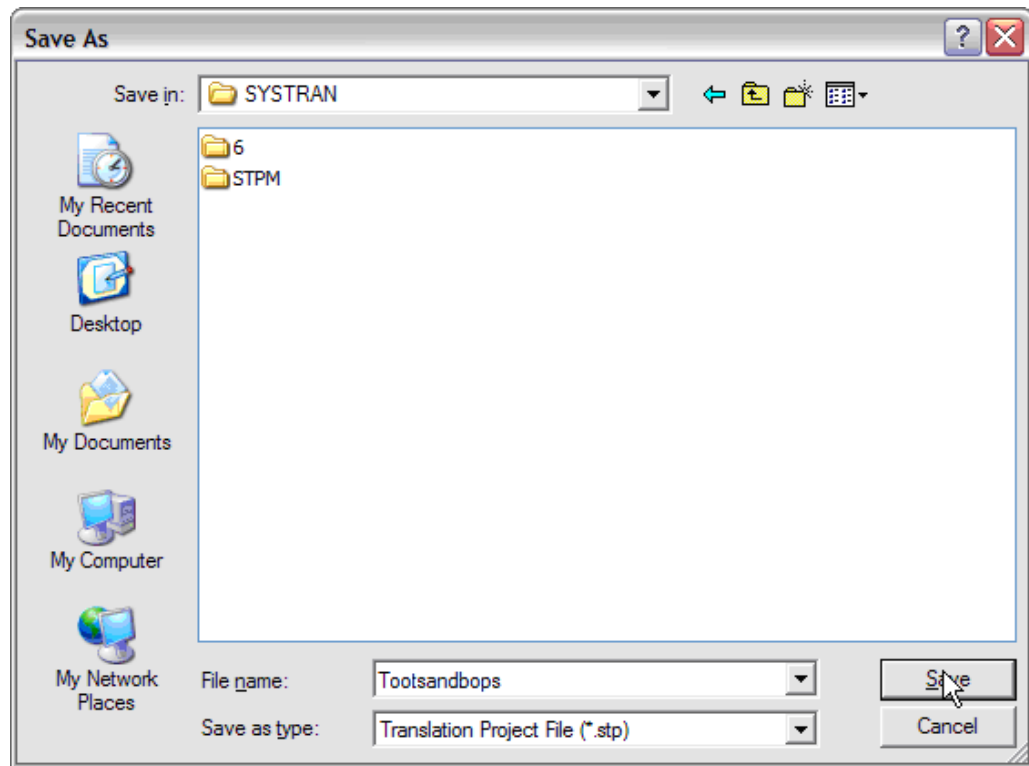 Save As
Save in: SYSTRAN
6
STPM
My Recent
Documents
Desktop
My Documents
My Computer
My Network
Places
File name: Tootsandbops Save
Save as type: Translation Project File (*.stp) Cancel